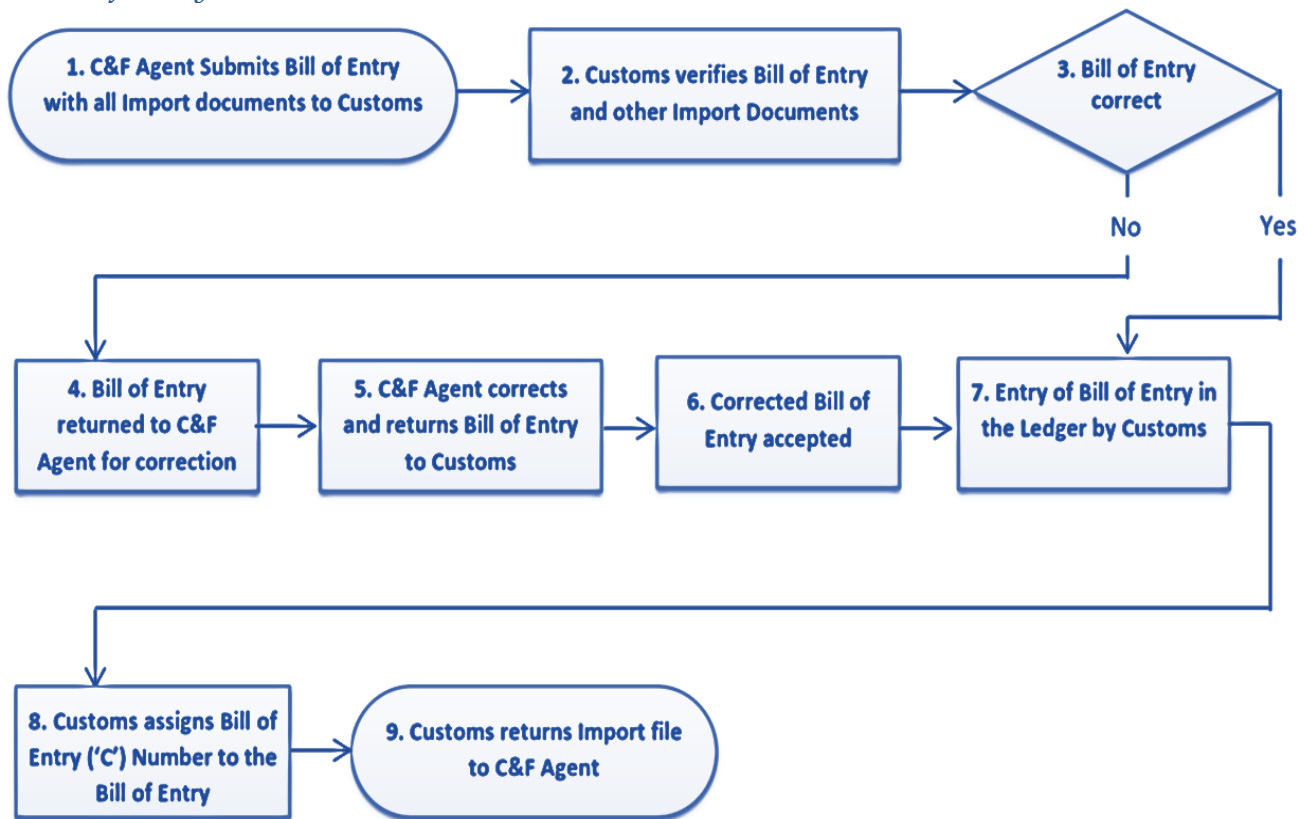 1. C&F Agent Submits Bill of Entry
with all Import documents to Customs
2. Customs verifies Bill of Entry
and other Import Documents
3. Bill of Entry
correct
No
Yes
4. Bill of Entry
returned to C&F
Agent for correction
5. C&F Agent corrects
and returns Bill of Entry
to Customs
6. Corrected Bill of
Entry accepted
7. Entry of Bill of Entry in
the Ledger by Customs
8. Customs assigns Bill of
Entry (‘C’) Number to the
Bill of Entry
9. Customs returns Import file
to C&F Agent